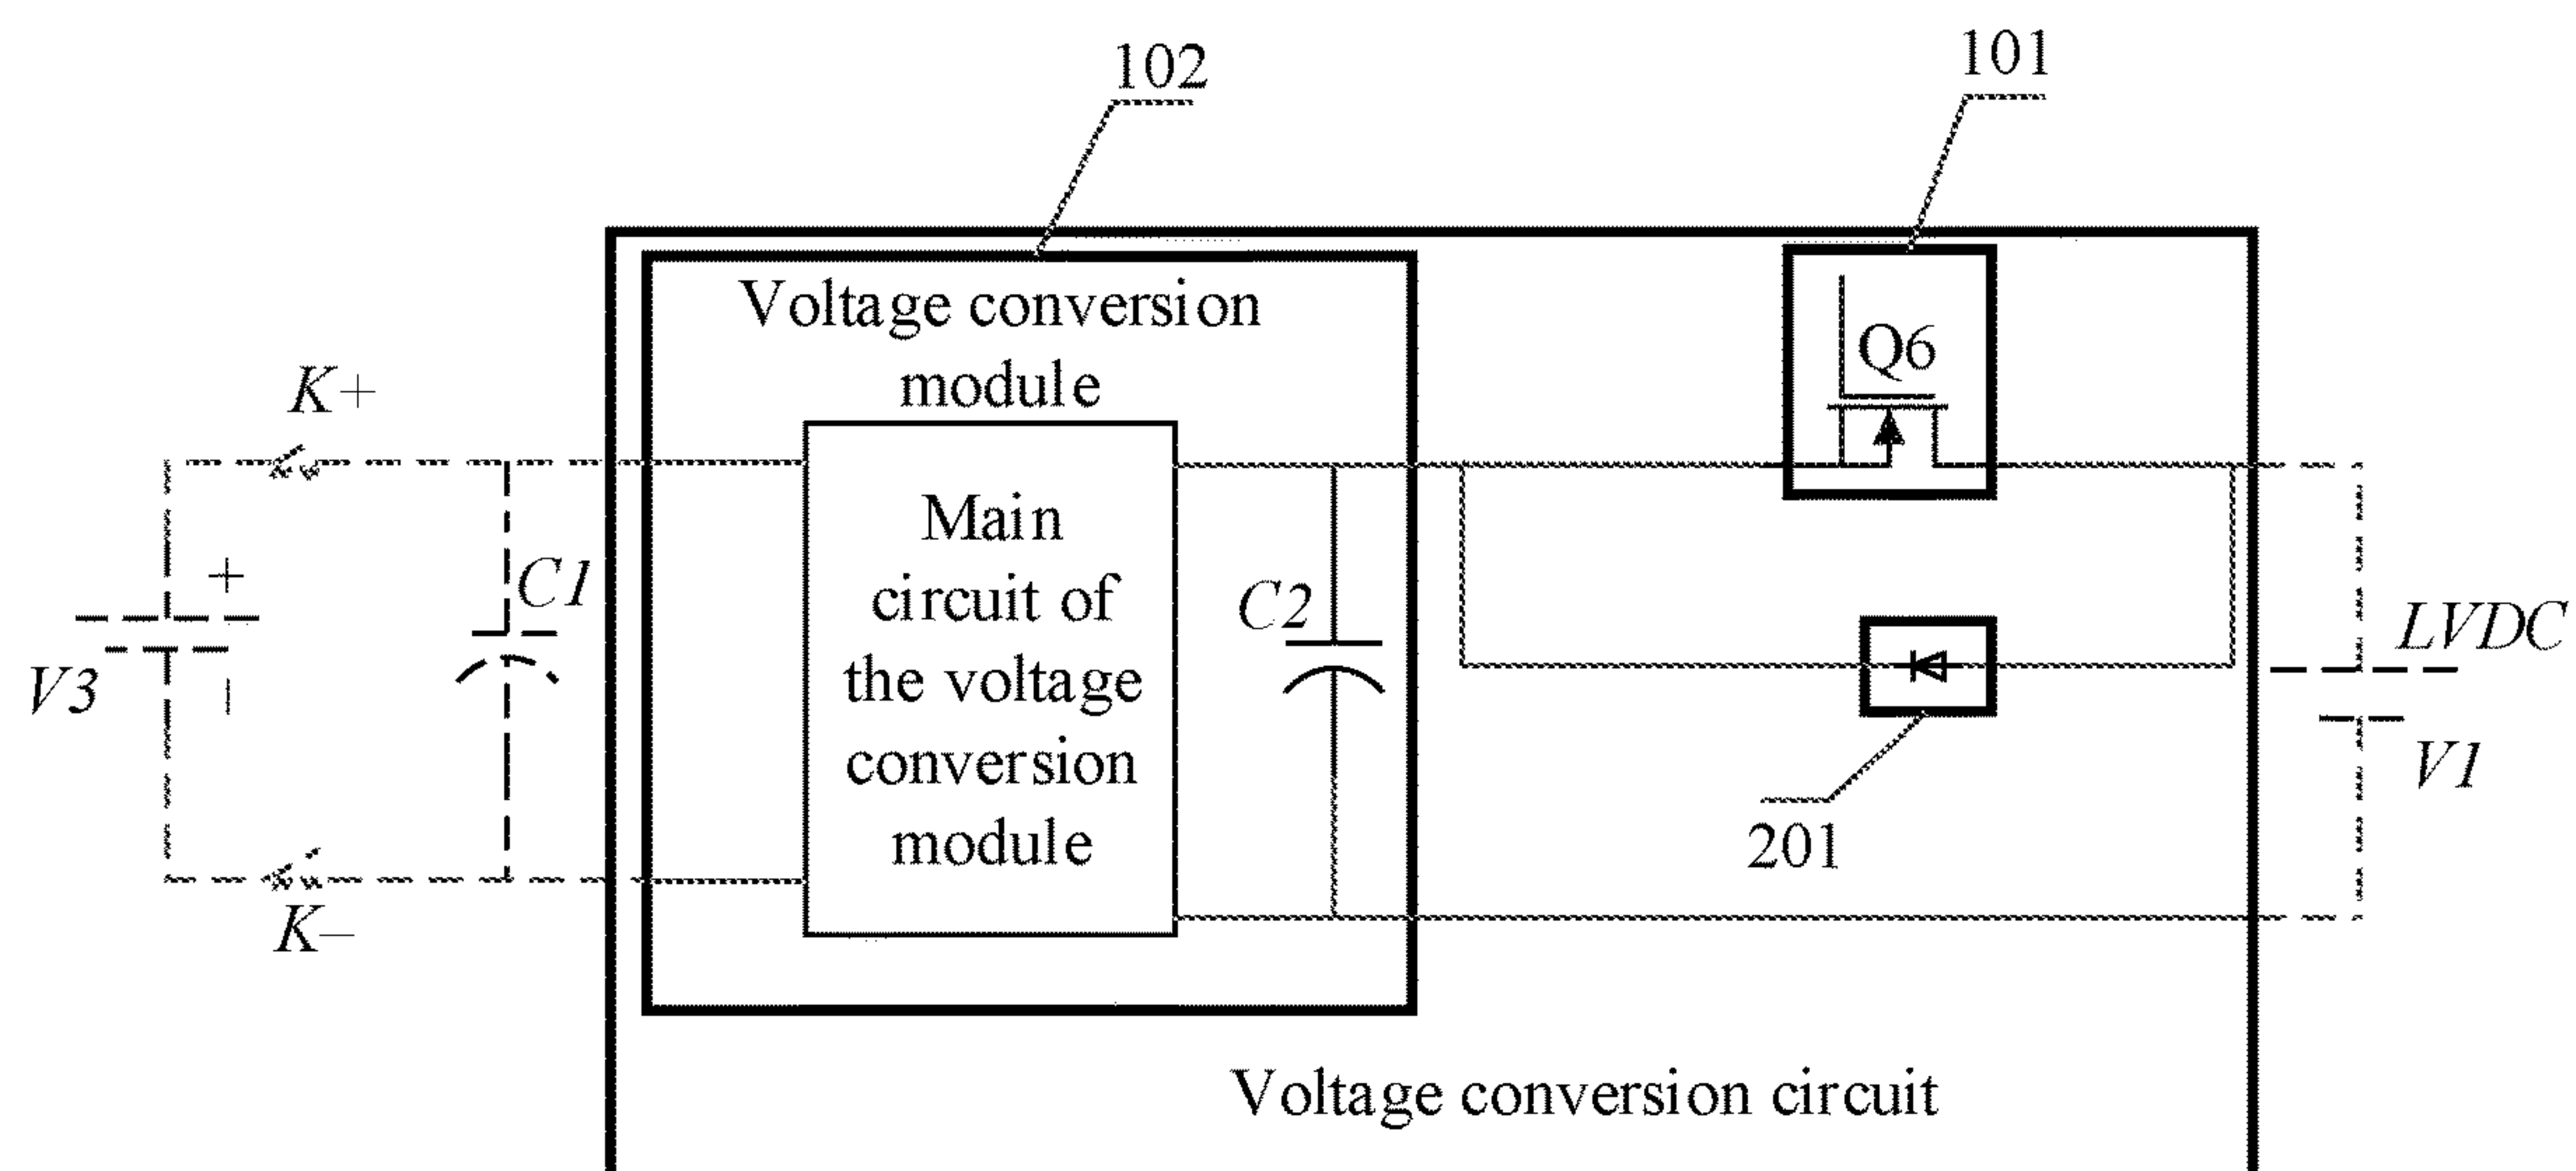 102
101
Voltage conversion
module
Q6
K+
Main
circuit of
the voltage
conversion
module
+
C1
C2
LVDC
V3
–
V1
201
K–
Voltage conversion circuit